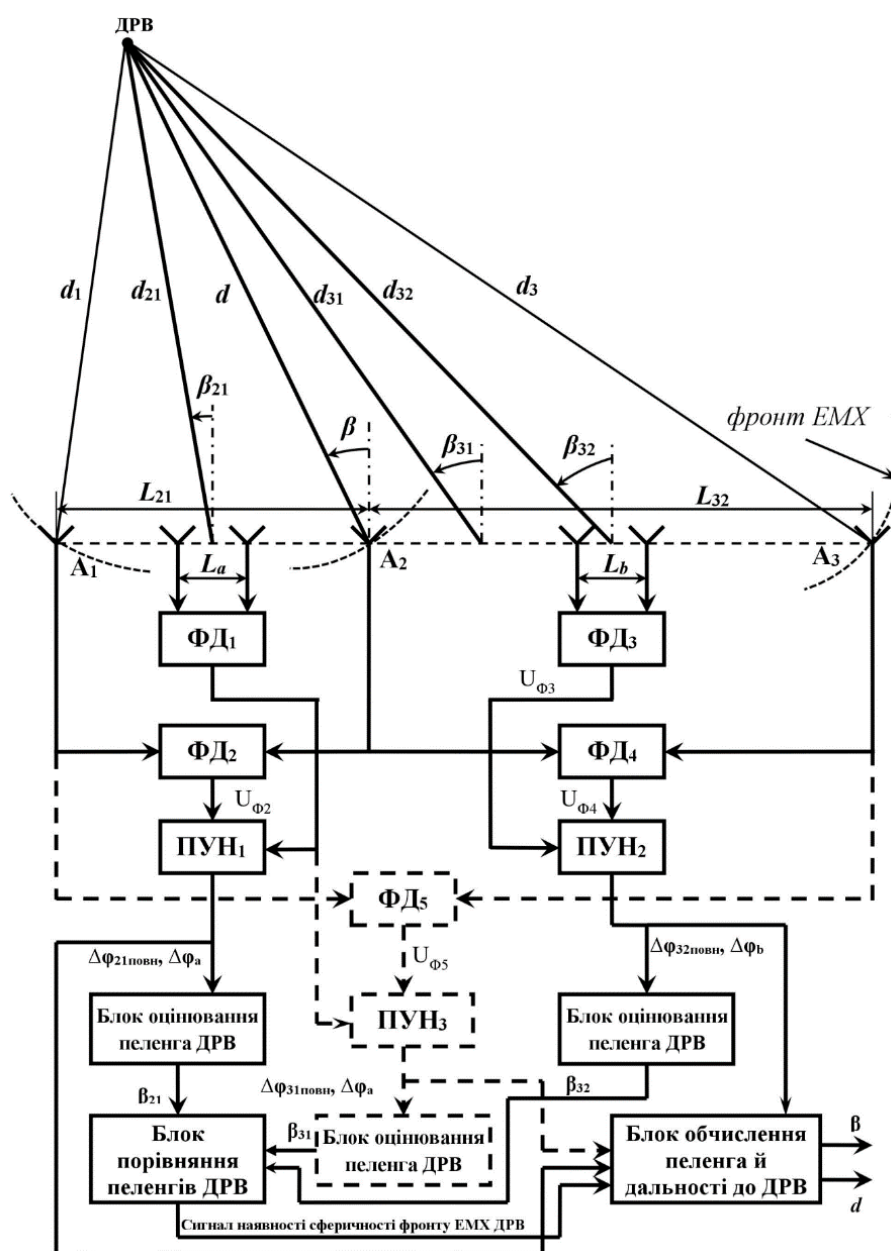 ДРВ
d1
d21
d
d31
d32
d3
β21
β
β31
β32
фронт ЕМХ
L21
L32
A1
La
A2
Lb
A3
ФД1
ФД3
UФ3
ФД2
ФД4
UФ2
UФ4
ПУН1
ПУН2
ФД5
UФ5
Δφ21повн, Δφa
Δφ32повн, Δφb
Блок оцінювання
пеленга ДРВ
ПУН3
Блок оцінювання
пеленга ДРВ
β21
Δφ31повн, Δφa
β32
Блок
порівняння
пеленгів ДРВ
β31
Блок оцінювання
пеленга ДРВ
Блок обчислення
пеленга й
дальності до ДРВ
β
d
Сигнал наявності сферичності фронту ЕМХ ДРВ